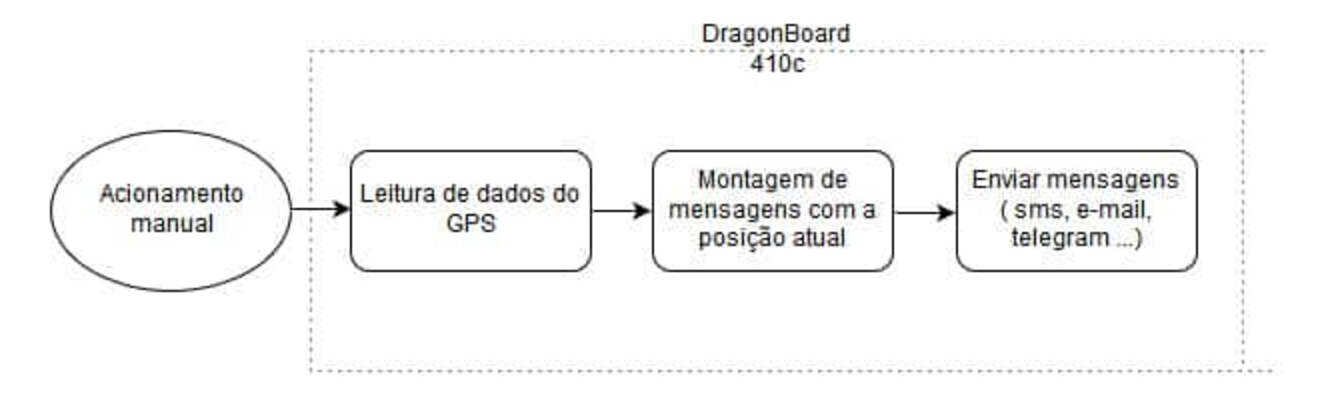 DragonBoard
410c
Acionamento
manual
Leitura de dados do
GPS
Montagem de
mensagens com a
posição atual
Enviar mensagens
( sms, e-mail,
telegram ...)